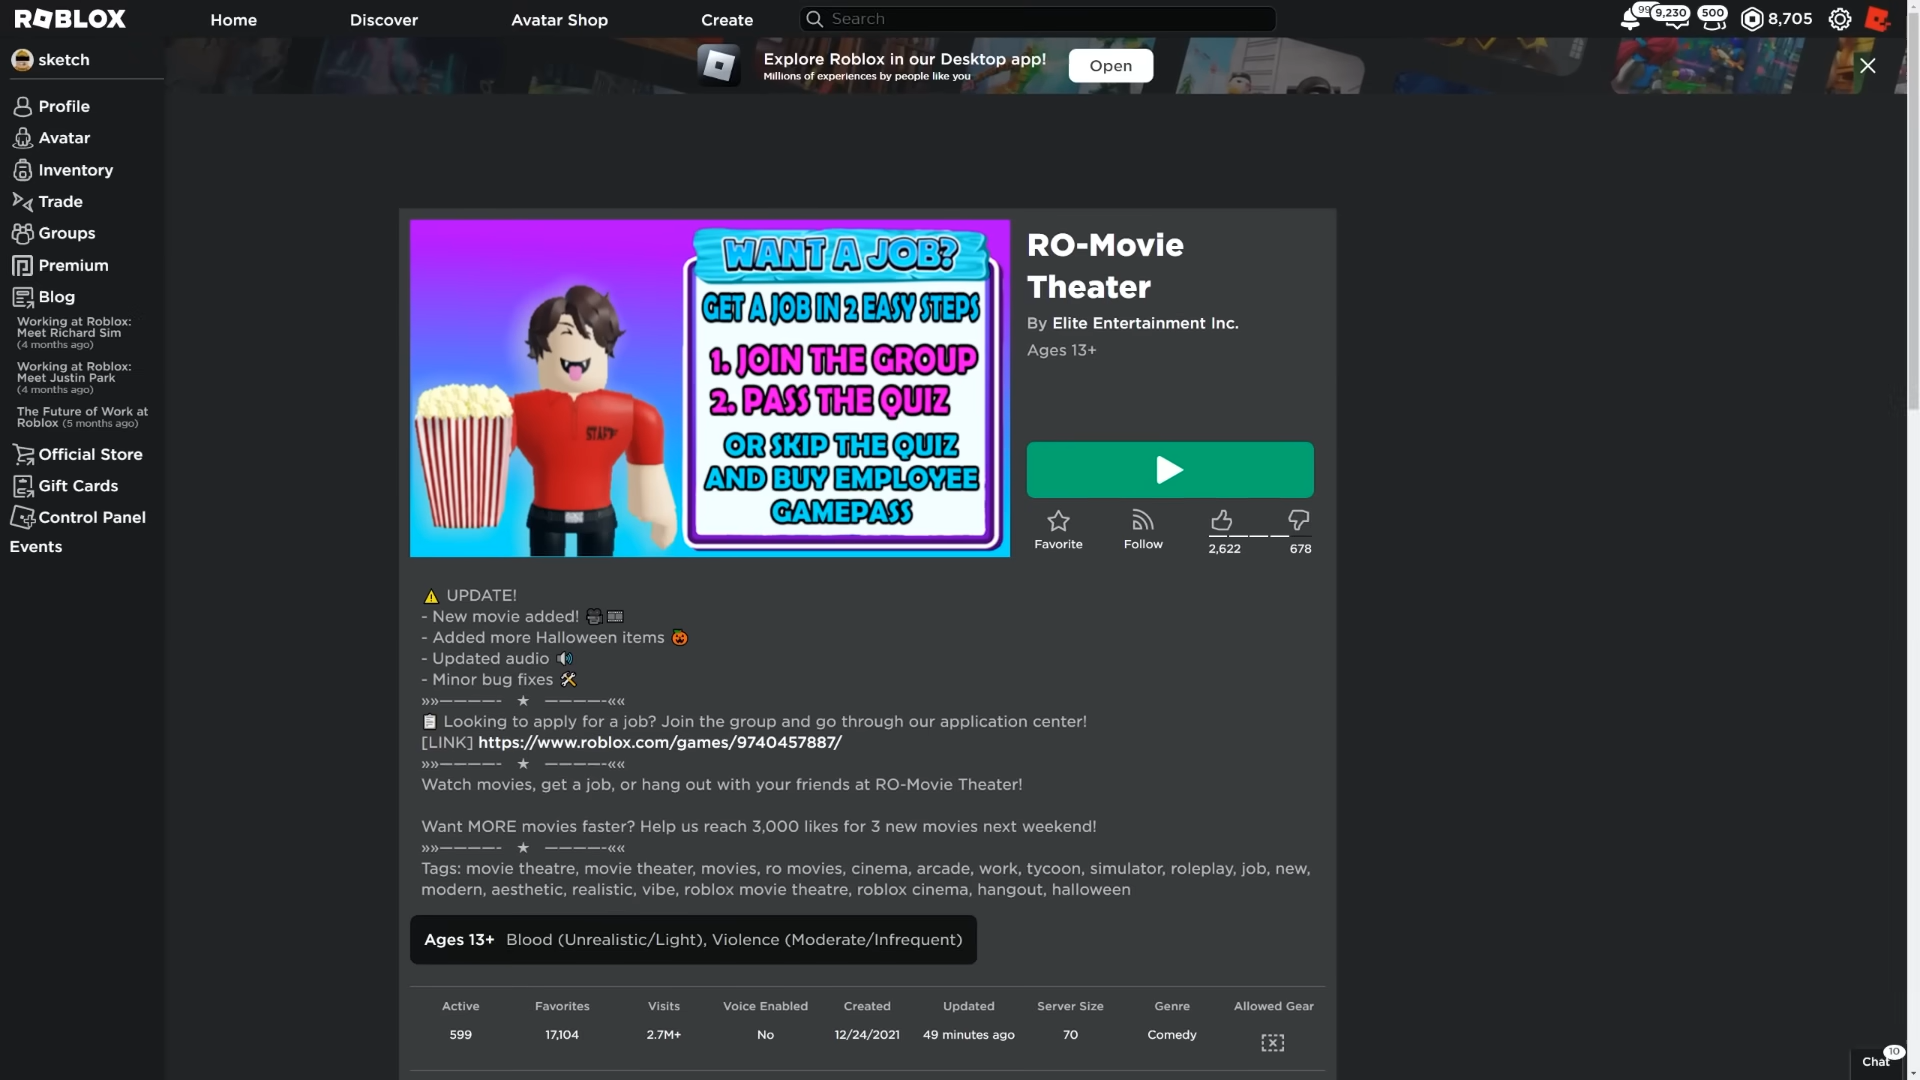 ROBLOX
Home
Discover
Avatar Shop
Create
Search
99
9,230
500
8,705
sketch
Explore Roblox in our Desktop app!
Millions of experiences by people like you
Open
Profile
Avatar
Inventory
Trade
Groups
Premium
Blog
Working at Roblox:
Meet Richard Sim
(4 months ago)
Working at Roblox:
Meet Justin Park
(4 months ago)
The Future of Work at
Roblox (5 months ago)
Official Store
Gift Cards
Control Panel
Events
WANT A JOB?
GET A JOB IN 2 EASY STEPS
1. JOIN THE GROUP
2. PASS THE QUIZ
OR SKIP THE QUIZ
AND BUY EMPLOYEE
GAMEPASS
STAFF
RO-Movie
Theater
By Elite Entertainment Inc.
Ages 13+
Favorite
Follow
2,622
678
⚠️ UPDATE!
- New movie added! 🎥🎞️
- Added more Halloween items 🎃
- Updated audio 🔊
- Minor bug fixes 🛠️
»»————- ★ ————-««
📋 Looking to apply for a job? Join the group and go through our application center!
[LINK] https://www.roblox.com/games/9740457887/
»»————- ★ ————-««
Watch movies, get a job, or hang out with your friends at RO-Movie Theater!
Want MORE movies faster? Help us reach 3,000 likes for 3 new movies next weekend!
»»————- ★ ————-««
Tags: movie theatre, movie theater, movies, ro movies, cinema, arcade, work, tycoon, simulator, roleplay, job, new,
modern, aesthetic, realistic, vibe, roblox movie theatre, roblox cinema, hangout, halloween
Ages 13+ Blood (Unrealistic/Light), Violence (Moderate/Infrequent)
Active Favorites Visits Voice Enabled Created Updated Server Size Genre Allowed Gear
599 17,104 2.7M+ No 12/24/2021 49 minutes ago 70 Comedy
Chat
10